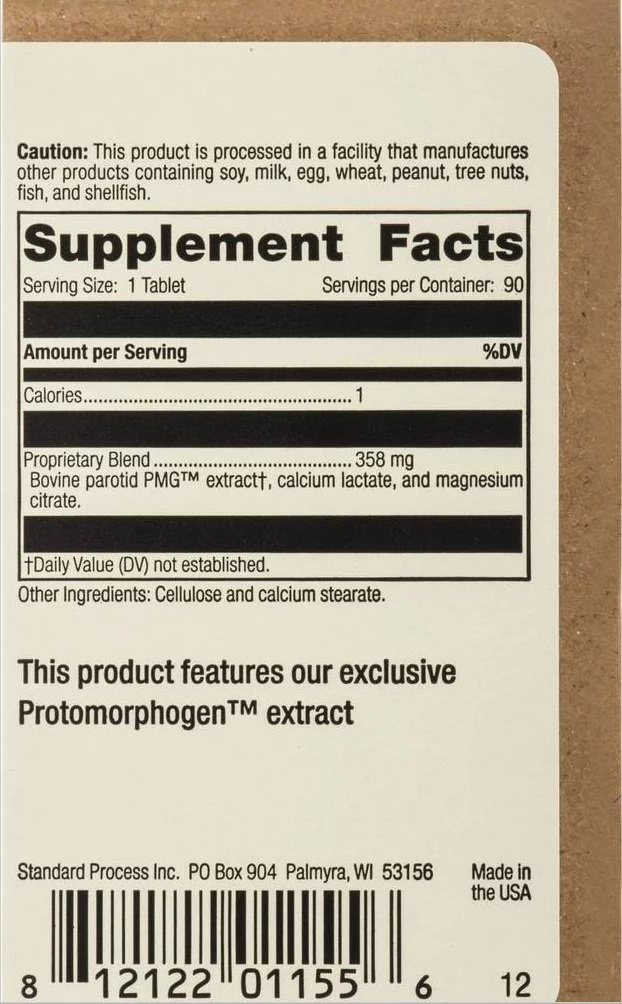 Caution: This product is processed in a facility that manufactures
other products containing soy, milk, egg, wheat, peanut, tree nuts,
fish, and shellfish.
Supplement Facts
Serving Size: 1 Tablet Servings per Container: 90
Amount per Serving %DV
Calories.................................................... 1
Proprietary Blend ...................................... 358 mg
Bovine parotid PMG™ extract†, calcium lactate, and magnesium
citrate.
†Daily Value (DV) not established.
Other Ingredients: Cellulose and calcium stearate.
This product features our exclusive
Protomorphogen™ extract
Standard Process Inc. PO Box 904 Palmyra, WI 53156 Made in
the USA
8 12122 01155 6 12